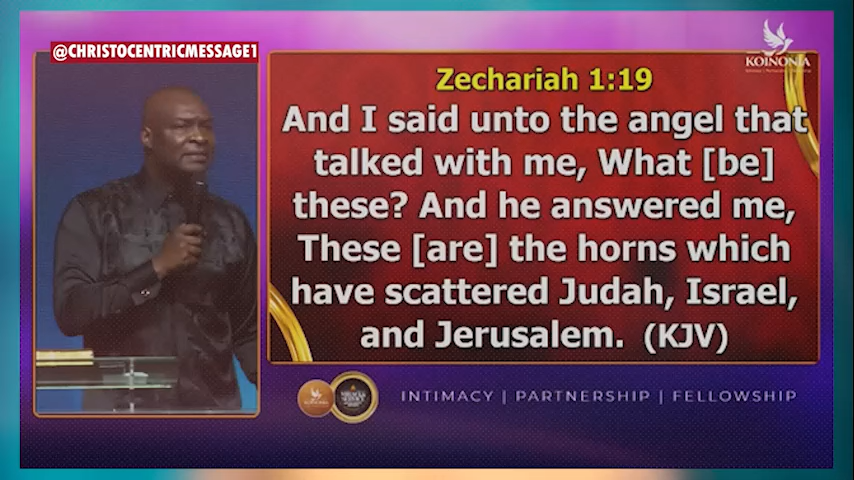 @CHRISTOCENTRICMESSAGE1
KOINONIA
Zechariah 1:19
And I said unto the angel that
talked with me, What [be]
these? And he answered me,
These [are] the horns which
have scattered Judah, Israel,
and Jerusalem. (KJV)
INTIMACY | PARTNERSHIP | FELLOWSHIP